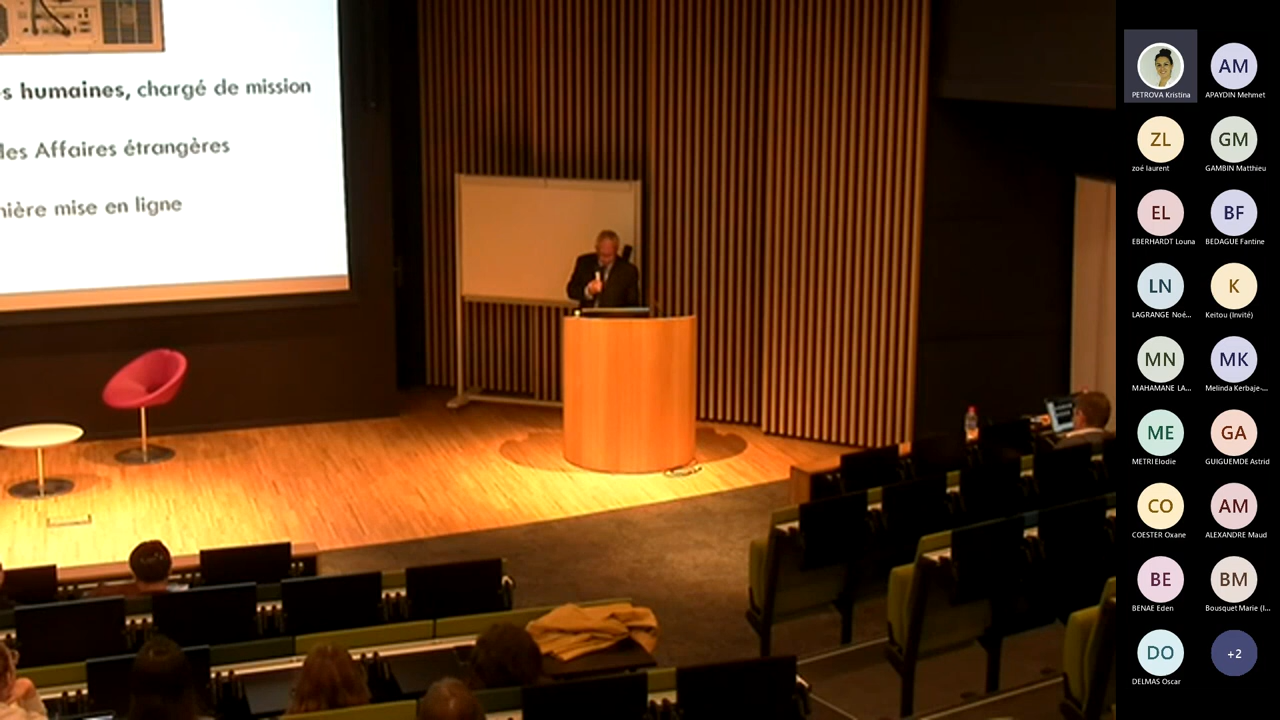 s humaines, chargé de mission
les Affaires étrangères
nière mise en ligne
PETROVA Kristina
AM
APAYDIN Mehmet
ZL
zoé laurent
GM
GAMBIN Matthieu
EL
EBERHARDT Louna
BF
BEDAGUE Fantine
LN
LAGRANGE Noé...
K
Keitou (Invité)
MN
MAHAMANE LA...
MK
Melinda Kerbaje-...
ME
METRI Elodie
GA
GUIGUEMDE Astrid
CO
COESTER Oxane
AM
ALEXANDRE Maud
BE
BENAE Eden
BM
Bousquet Marie (I...
DO
DELMAS Oscar
+2